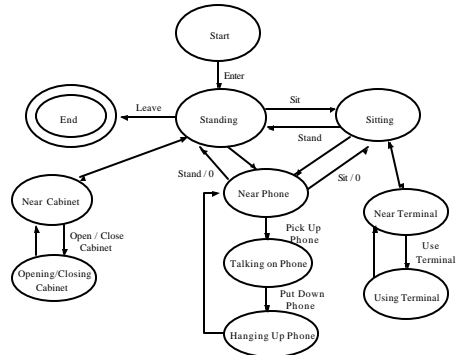 Start
Enter
Leave
Sit
End
Standing
Sitting
Stand
Stand / 0
Sit / 0
Near Cabinet
Near Phone
Near Terminal
Open / Close
Cabinet
Pick Up
Phone
Use
Terminal
Opening/Closing
Cabinet
Talking on Phone
Using Terminal
Put Down
Phone
Hanging Up Phone